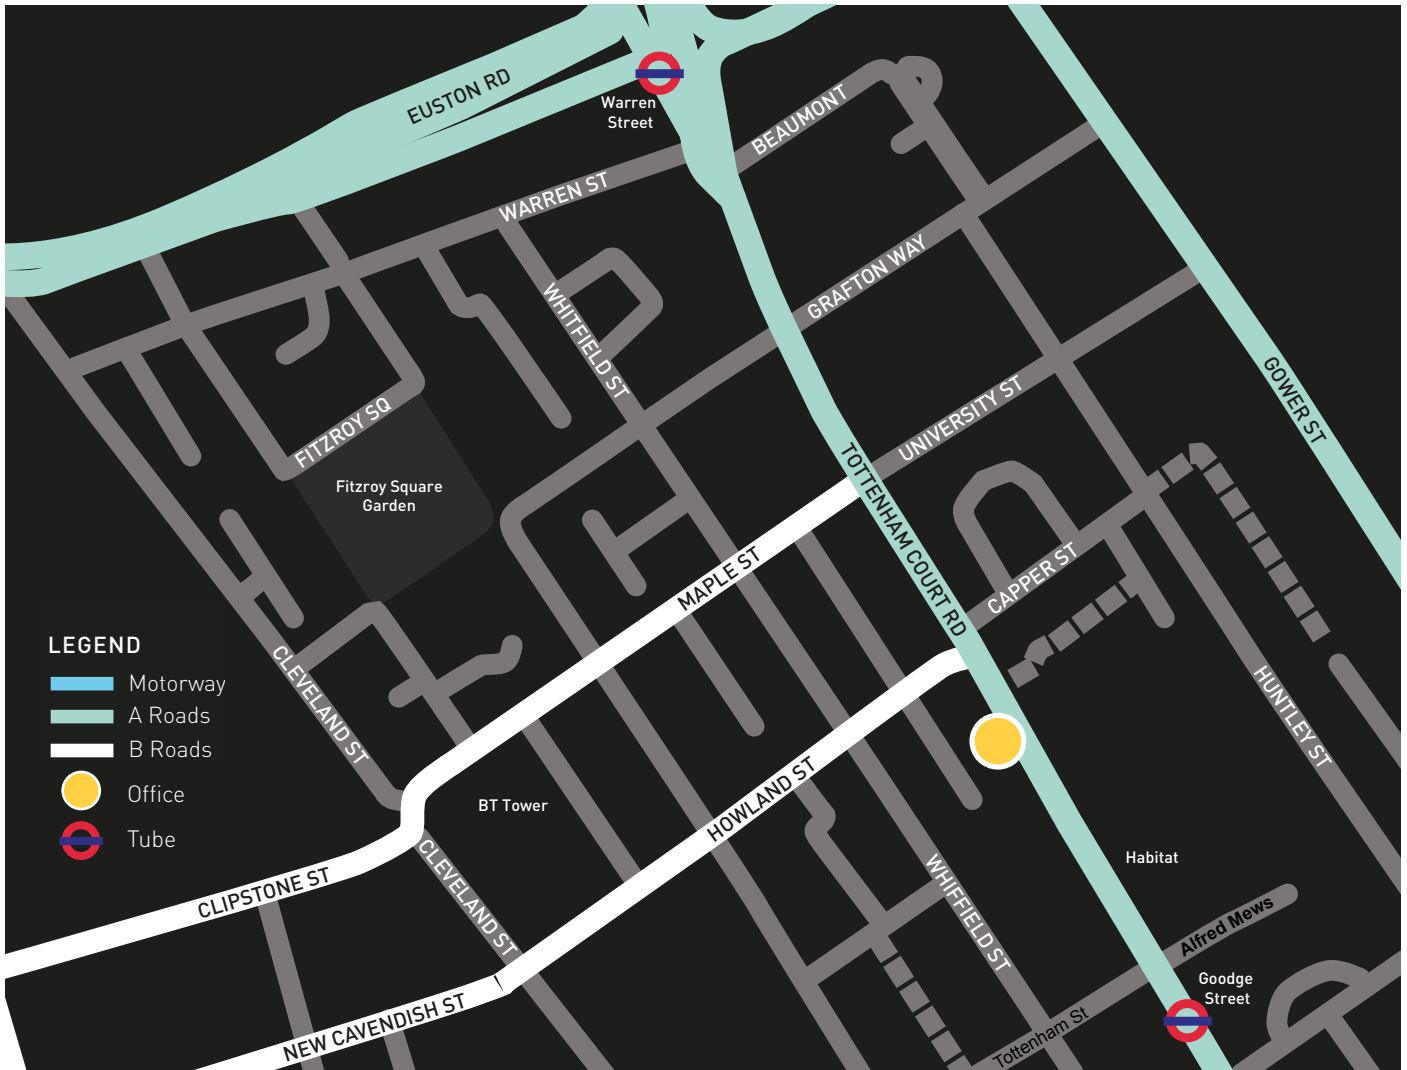 EUSTON RD
Warren
Street
BEAUMONT
WARREN ST
GRAFTON WAY
WHITFIELD ST
GOWER ST
UNIVERSITY ST
FITZROY SQ
Fitzroy Square
Garden
TOTTENHAM COURT RD
MAPLE ST
CAPPER ST
LEGEND
Motorway
A Roads
B Roads
Office
Tube
CLEVELAND ST
HUNTLEY ST
BT Tower
HOWLAND ST
Habitat
CLIPSTONE ST
CLEVELAND ST
WHIFFIELD ST
Alfred Mews
Goodge
Street
NEW CAVENDISH ST
Tottenham St